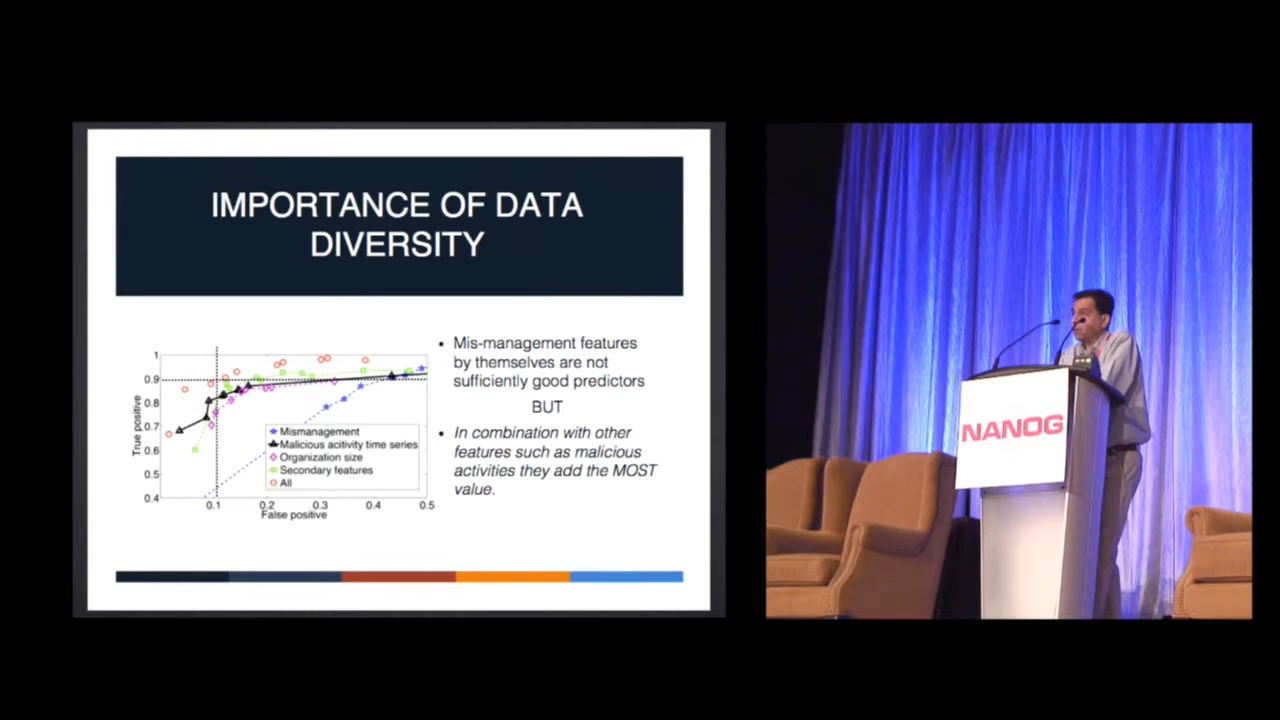 IMPORTANCE OF DATA
DIVERSITY
Mis-management features
by themselves are not
sufficiently good predictors
BUT
In combination with other
features such as malicious
activities they add the MOST
value.
True positive
1
0.9
0.8
0.7
0.6
0.5
0.4
0.1
0.2
0.3
0.4
0.5
False positive
Mismanagement
Malicious acitivity time series
Organization size
Secondary features
All
NANOG